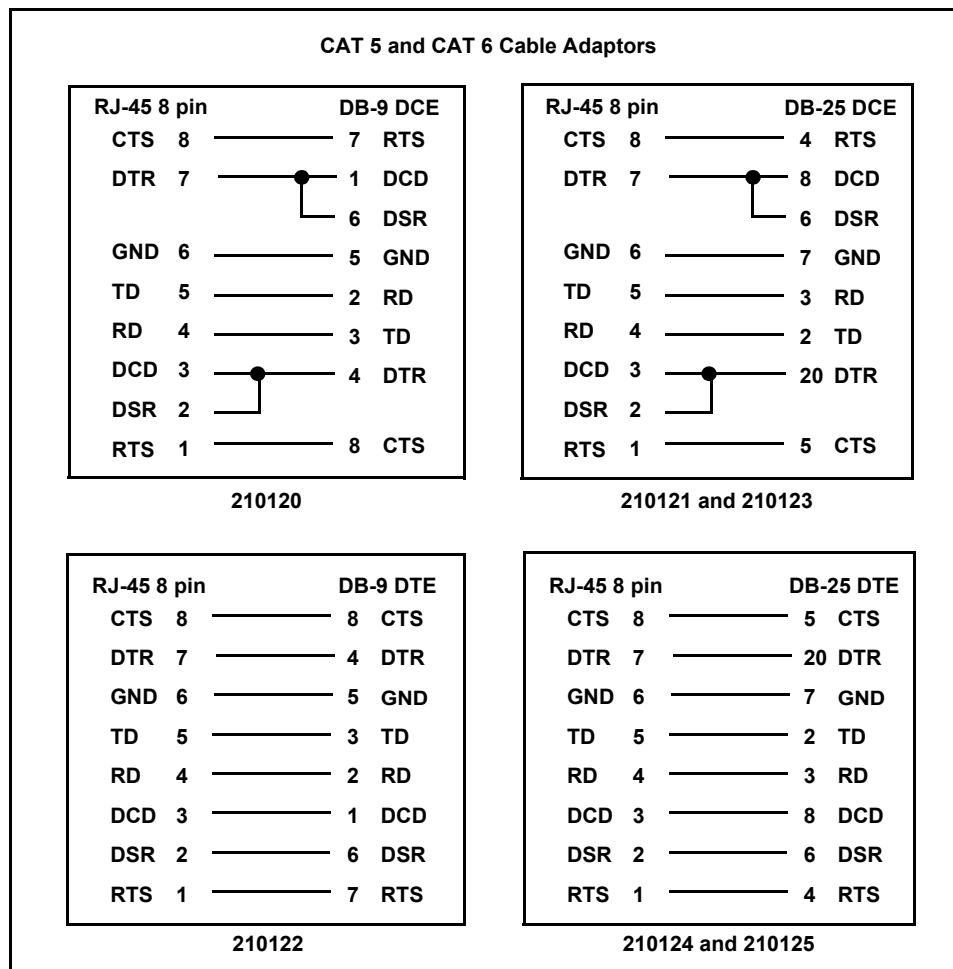 CAT 5 and CAT 6 Cable Adaptors
RJ-45 8 pin DB-9 DCE
CTS 8 7 RTS
DTR 7 1 DCD
6 DSR
GND 6 5 GND
TD 5 2 RD
RD 4 3 TD
DCD 3 4 DTR
DSR 2
RTS 1 8 CTS
210120
RJ-45 8 pin DB-25 DCE
CTS 8 4 RTS
DTR 7 8 DCD
6 DSR
GND 6 7 GND
TD 5 3 RD
RD 4 2 TD
DCD 3 20 DTR
DSR 2
RTS 1 5 CTS
210121 and 210123
RJ-45 8 pin DB-9 DTE
CTS 8 8 CTS
DTR 7 4 DTR
GND 6 5 GND
TD 5 3 TD
RD 4 2 RD
DCD 3 1 DCD
DSR 2 6 DSR
RTS 1 7 RTS
210122
RJ-45 8 pin DB-25 DTE
CTS 8 5 CTS
DTR 7 20 DTR
GND 6 7 GND
TD 5 2 TD
RD 4 3 RD
DCD 3 8 DCD
DSR 2 6 DSR
RTS 1 4 RTS
210124 and 210125